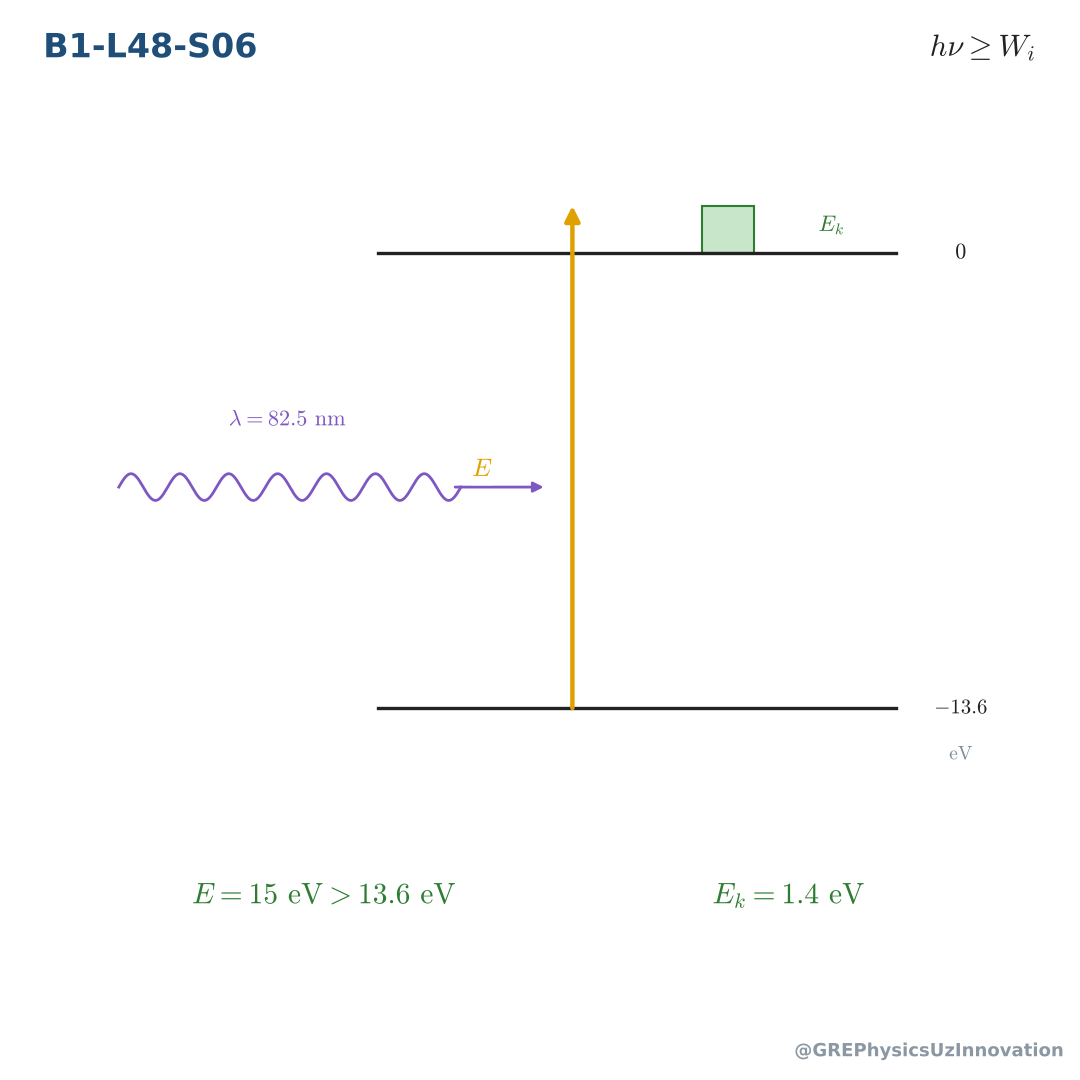 B1-L48-S06
hν ≥ W_i
E_k
0
λ = 82.5 nm
E
−13.6
eV
E = 15 eV > 13.6 eV
E_k = 1.4 eV
@GREPhysicsUzInnovation